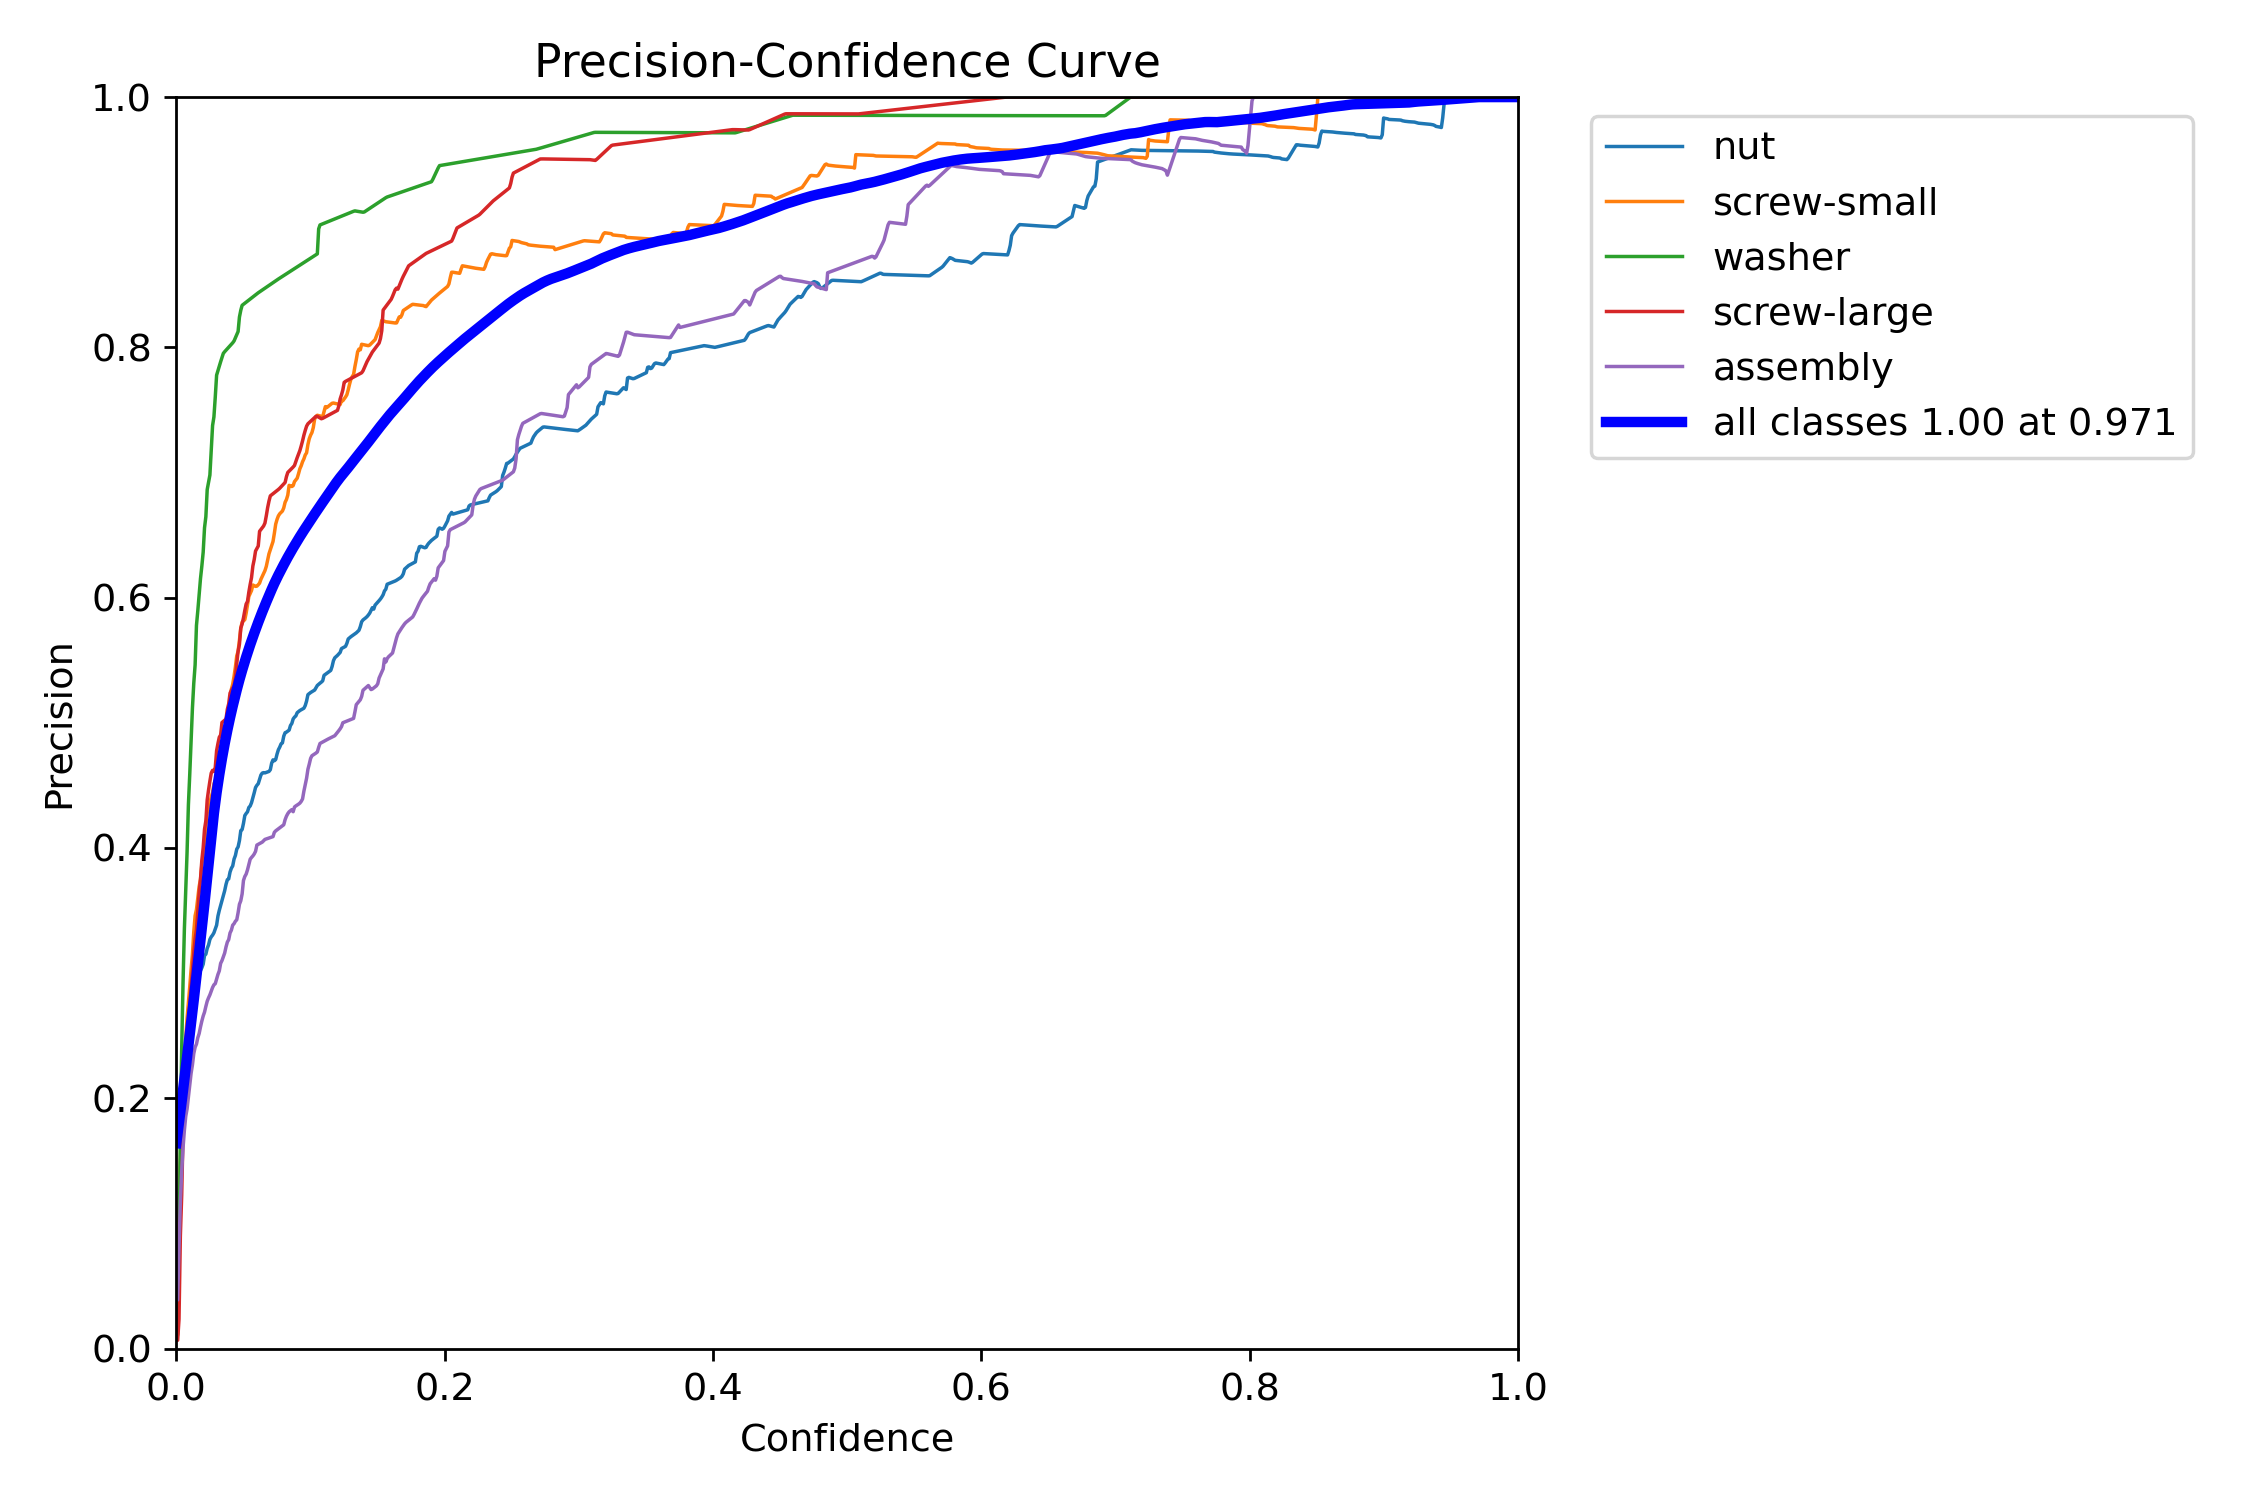 Precision-Confidence Curve
1.0
0.8
0.6
0.4
0.2
0.0
Precision
0.0 0.2 0.4 0.6 0.8 1.0
Confidence
nut
screw-small
washer
screw-large
assembly
all classes 1.00 at 0.971